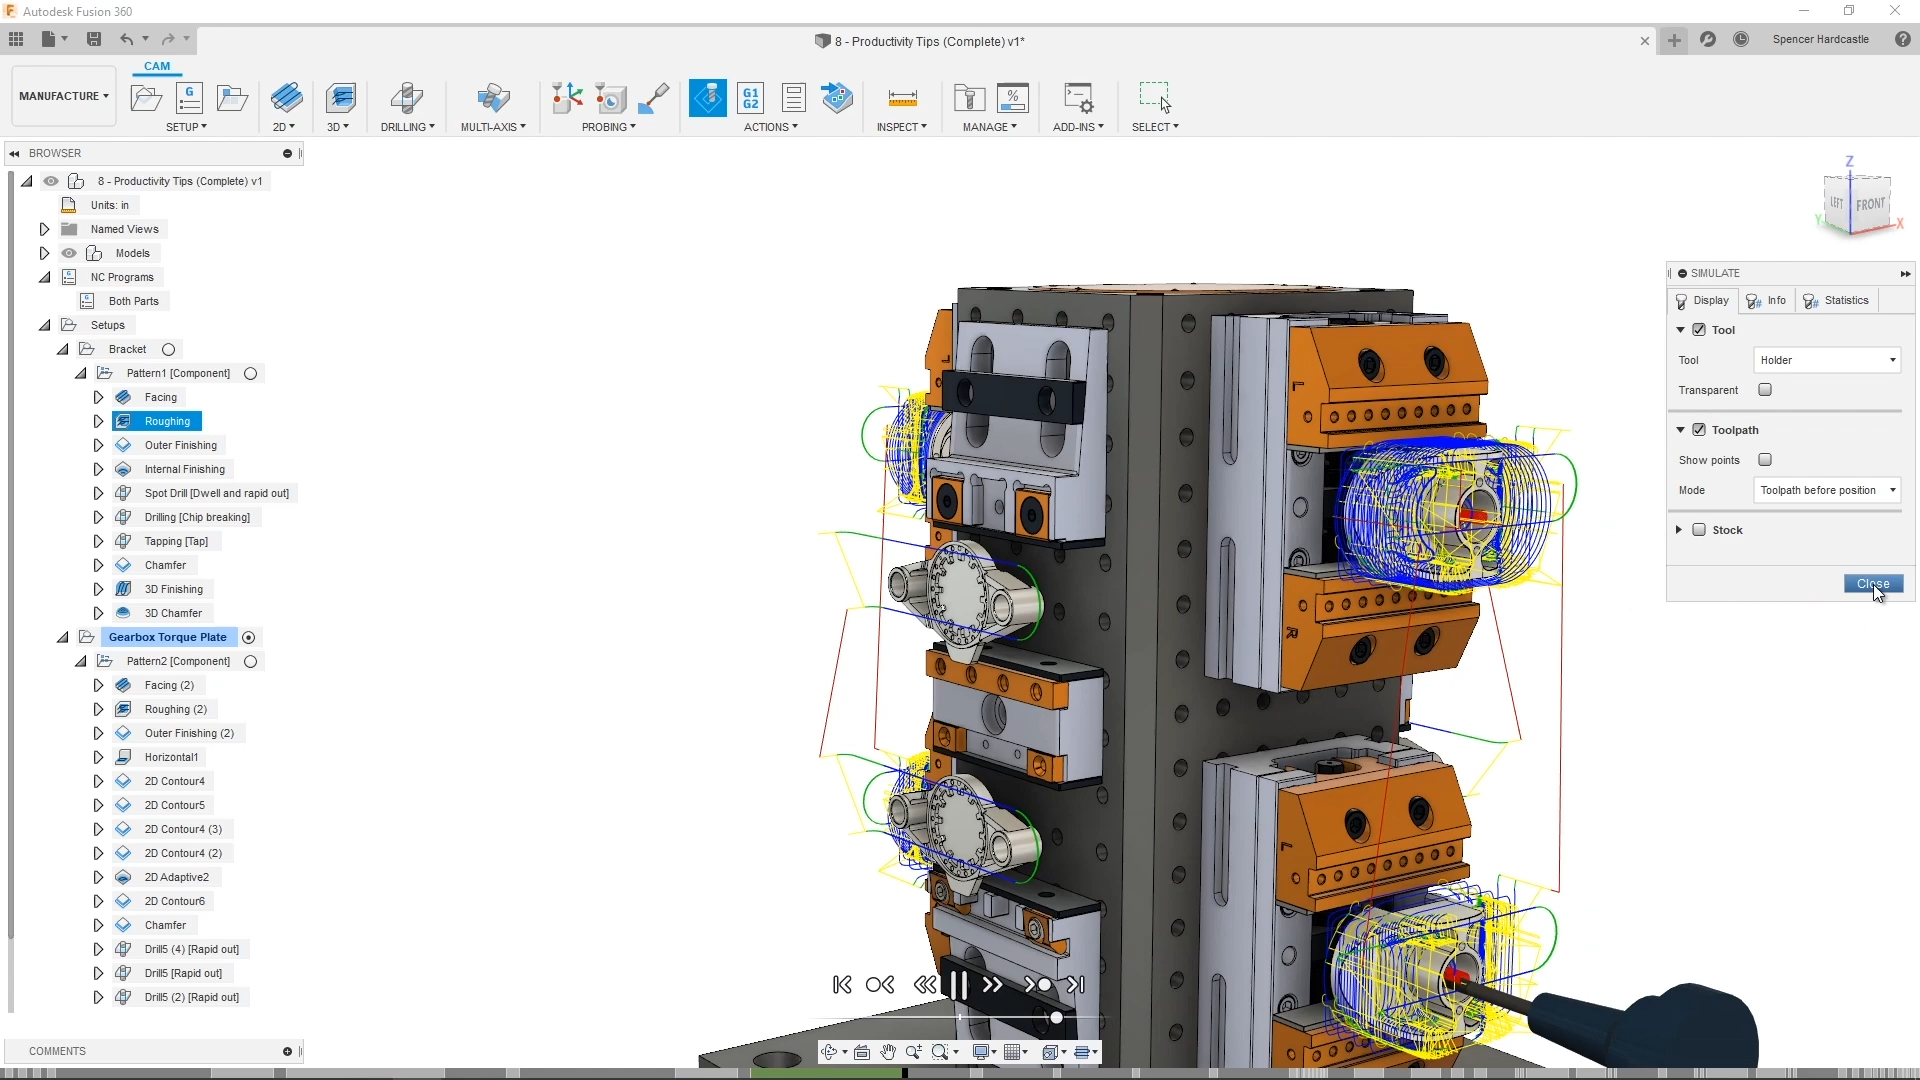 Autodesk Fusion 360
8 - Productivity Tips (Complete) v1*
Spencer Hardcastle
CAM
MANUFACTURE
G
G1
G2
%
SETUP
2D
3D
DRILLING
MULTI-AXIS
PROBING
ACTIONS
INSPECT
MANAGE
ADD-INS
SELECT
BROWSER
8 - Productivity Tips (Complete) v1
Units: in
Named Views
Models
NC Programs
Both Parts
Setups
Bracket
Pattern1 [Component]
Facing
Roughing
Outer Finishing
Internal Finishing
Spot Drill [Dwell and rapid out]
Drilling [Chip breaking]
Tapping [Tap]
Chamfer
3D Finishing
3D Chamfer
Gearbox Torque Plate
Pattern2 [Component]
Facing (2)
Roughing (2)
Outer Finishing (2)
Horizontal1
2D Contour4
2D Contour5
2D Contour4 (3)
2D Contour4 (2)
2D Adaptive2
2D Contour6
Chamfer
Drill5 (4) [Rapid out]
Drill5 [Rapid out]
Drill5 (2) [Rapid out]
COMMENTS
Z
LEFT
FRONT
Y
X
SIMULATE
Display
Info
Statistics
Tool
Tool
Holder
Transparent
Toolpath
Show points
Mode
Toolpath before position
Stock
Close